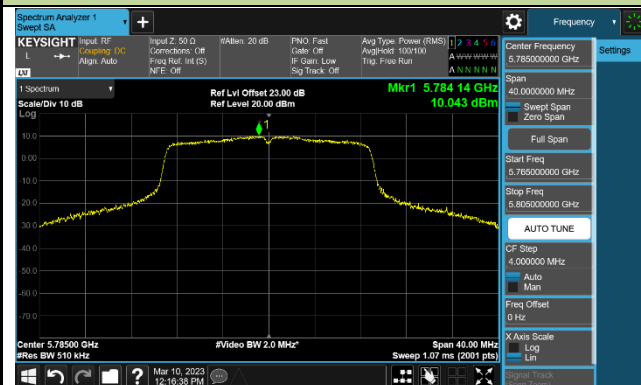 Spectrum Analyzer 1
Swept SA
Frequency
KEYSIGHT
L
Input: RF
Coupling: DC
Align: Auto
Input Z: 50 Ω
Corrections: Off
Freq Ref: Int (S)
NFE: Off
#Atten: 20 dB
PNO: Fast
Gate: Off
IF Gain: Low
Sig Track: Off
Avg Type: Power (RMS)
Avg|Hold: 100/100
Trig: Free Run
1 2 3 4 5 6
A W W W W W
A N N N N N
LXI
1 Spectrum
Scale/Div 10 dB
Log
Ref Lvl Offset 23.00 dB
Ref Level 20.00 dBm
Mkr1 5.784 14 GHz
10.043 dBm
1
10.0
0.00
-10.0
-20.0
-30.0
-40.0
-50.0
-60.0
-70.0
Center 5.78500 GHz
#Res BW 510 kHz
#Video BW 2.0 MHz*
Span 40.00 MHz
Sweep 1.07 ms (2001 pts)
Mar 10, 2023
12:16:38 PM
Settings
Center Frequency
5.785000000 GHz
Span
40.0000000 MHz
Swept Span
Zero Span
Full Span
Start Freq
5.765000000 GHz
Stop Freq
5.805000000 GHz
AUTO TUNE
CF Step
4.000000 MHz
Auto
Man
Freq Offset
0 Hz
X Axis Scale
Log
Lin
Signal Track